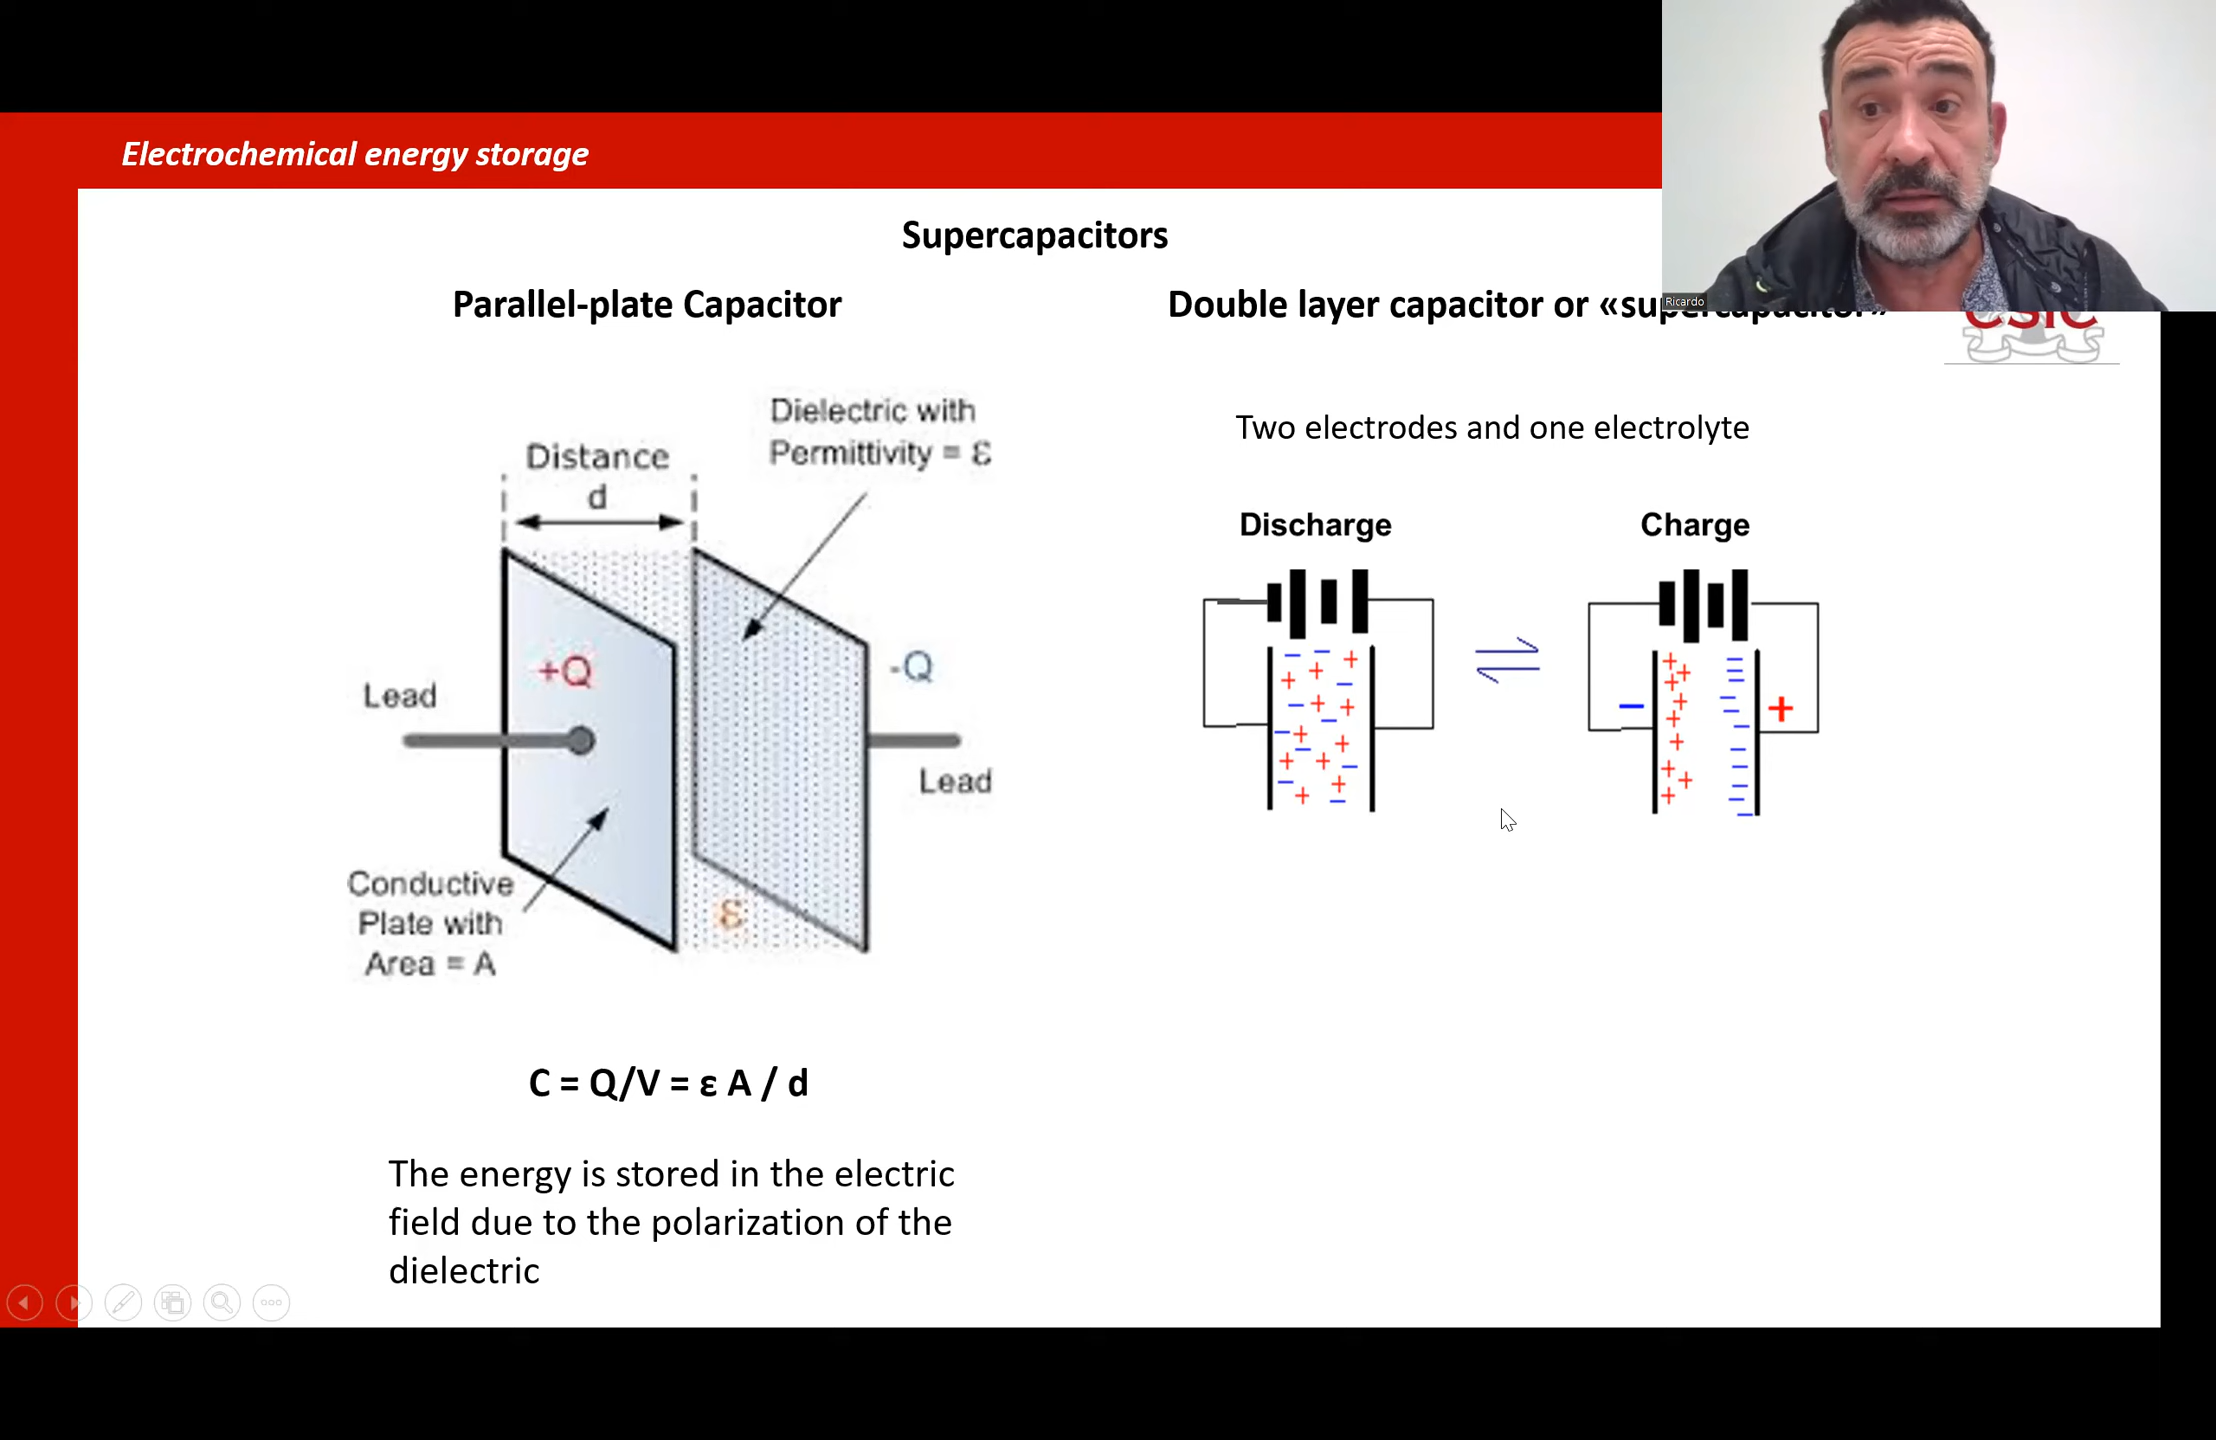 Electrochemical energy storage
Supercapacitors
Parallel-plate Capacitor
Double layer capacitor or «supercapacitor»
Ricardo
CSIC
Dielectric with
Permittivity = ε
Distance
d
+Q
-Q
Lead
Lead
Conductive
Plate with
Area = A
ε
C = Q/V = ε A / d
The energy is stored in the electric
field due to the polarization of the
dielectric
Two electrodes and one electrolyte
Discharge
Charge